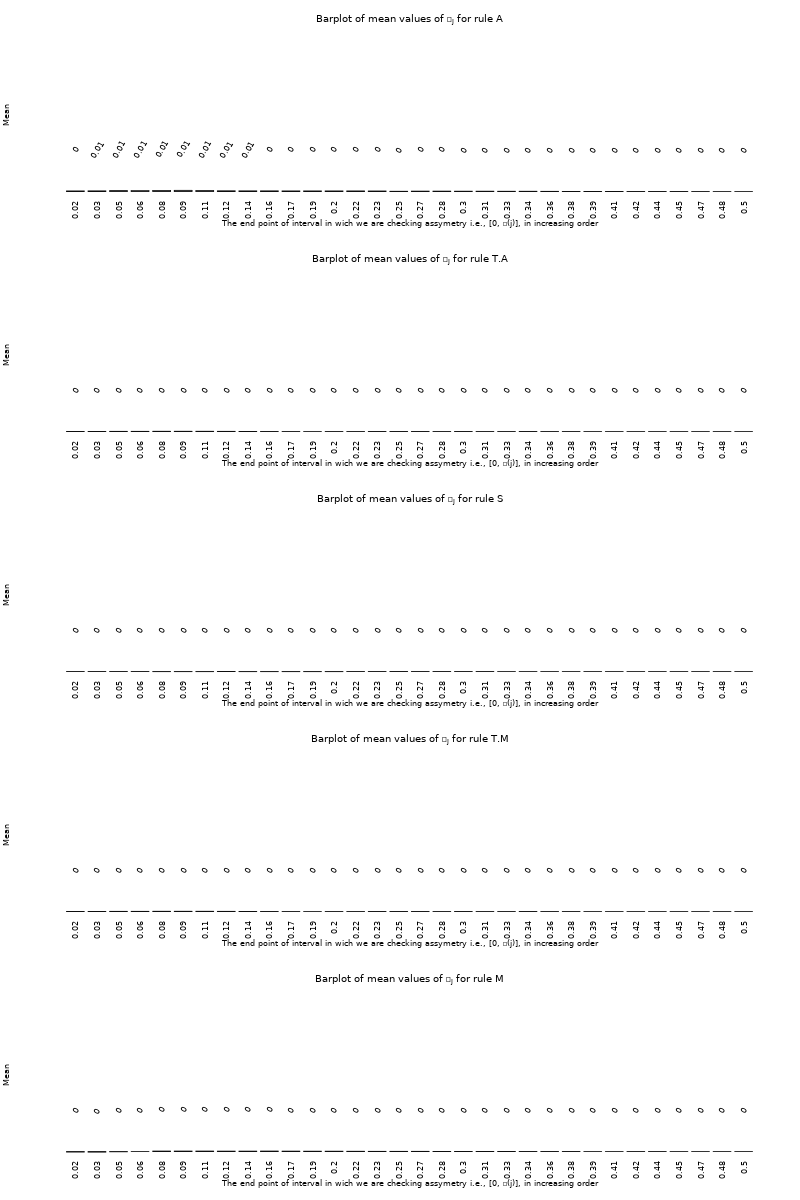 Barplot of mean values of □j for rule A
Mean
0 0.01 0.01 0.01 0.01 0.01 0.01 0.01 0.01 0 0 0 0 0 0 0 0 0 0 0 0 0 0 0 0 0 0 0 0 0 0 0
0.02 0.03 0.05 0.06 0.08 0.09 0.11 0.12 0.14 0.16 0.17 0.19 0.2 0.22 0.23 0.25 0.27 0.28 0.3 0.31 0.33 0.34 0.36 0.38 0.39 0.41 0.42 0.44 0.45 0.47 0.48 0.5
The end point of interval in wich we are checking assymetry i.e., [0, □(j)], in increasing order
Barplot of mean values of □j for rule T.A
Mean
0 0 0 0 0 0 0 0 0 0 0 0 0 0 0 0 0 0 0 0 0 0 0 0 0 0 0 0 0 0 0 0
0.02 0.03 0.05 0.06 0.08 0.09 0.11 0.12 0.14 0.16 0.17 0.19 0.2 0.22 0.23 0.25 0.27 0.28 0.3 0.31 0.33 0.34 0.36 0.38 0.39 0.41 0.42 0.44 0.45 0.47 0.48 0.5
The end point of interval in wich we are checking assymetry i.e., [0, □(j)], in increasing order
Barplot of mean values of □j for rule S
Mean
0 0 0 0 0 0 0 0 0 0 0 0 0 0 0 0 0 0 0 0 0 0 0 0 0 0 0 0 0 0 0 0
0.02 0.03 0.05 0.06 0.08 0.09 0.11 0.12 0.14 0.16 0.17 0.19 0.2 0.22 0.23 0.25 0.27 0.28 0.3 0.31 0.33 0.34 0.36 0.38 0.39 0.41 0.42 0.44 0.45 0.47 0.48 0.5
The end point of interval in wich we are checking assymetry i.e., [0, □(j)], in increasing order
Barplot of mean values of □j for rule T.M
Mean
0 0 0 0 0 0 0 0 0 0 0 0 0 0 0 0 0 0 0 0 0 0 0 0 0 0 0 0 0 0 0 0
0.02 0.03 0.05 0.06 0.08 0.09 0.11 0.12 0.14 0.16 0.17 0.19 0.2 0.22 0.23 0.25 0.27 0.28 0.3 0.31 0.33 0.34 0.36 0.38 0.39 0.41 0.42 0.44 0.45 0.47 0.48 0.5
The end point of interval in wich we are checking assymetry i.e., [0, □(j)], in increasing order
Barplot of mean values of □j for rule M
Mean
0 0 0 0 0 0 0 0 0 0 0 0 0 0 0 0 0 0 0 0 0 0 0 0 0 0 0 0 0 0 0 0
0.02 0.03 0.05 0.06 0.08 0.09 0.11 0.12 0.14 0.16 0.17 0.19 0.2 0.22 0.23 0.25 0.27 0.28 0.3 0.31 0.33 0.34 0.36 0.38 0.39 0.41 0.42 0.44 0.45 0.47 0.48 0.5
The end point of interval in wich we are checking assymetry i.e., [0, □(j)], in increasing order